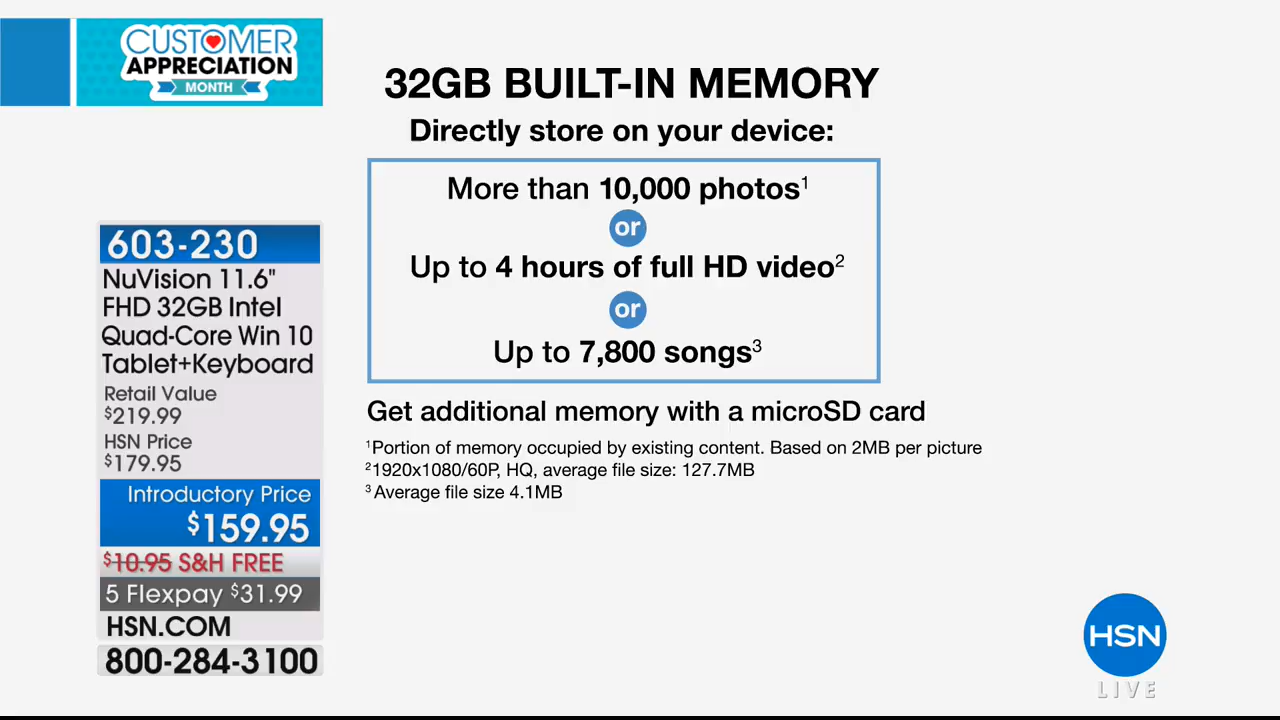 CUSTOMER
APPRECIATION
MONTH
32GB BUILT-IN MEMORY
Directly store on your device:
More than 10,000 photos¹
or
Up to 4 hours of full HD video²
or
Up to 7,800 songs³
Get additional memory with a microSD card
¹Portion of memory occupied by existing content. Based on 2MB per picture
²1920x1080/60P, HQ, average file size: 127.7MB
³Average file size 4.1MB
603-230
NuVision 11.6"
FHD 32GB Intel
Quad-Core Win 10
Tablet+Keyboard
Retail Value
$219.99
HSN Price
$179.95
Introductory Price
$159.95
$10.95 S&H FREE
5 Flexpay $31.99
HSN.COM
800-284-3100
HSN
LIVE